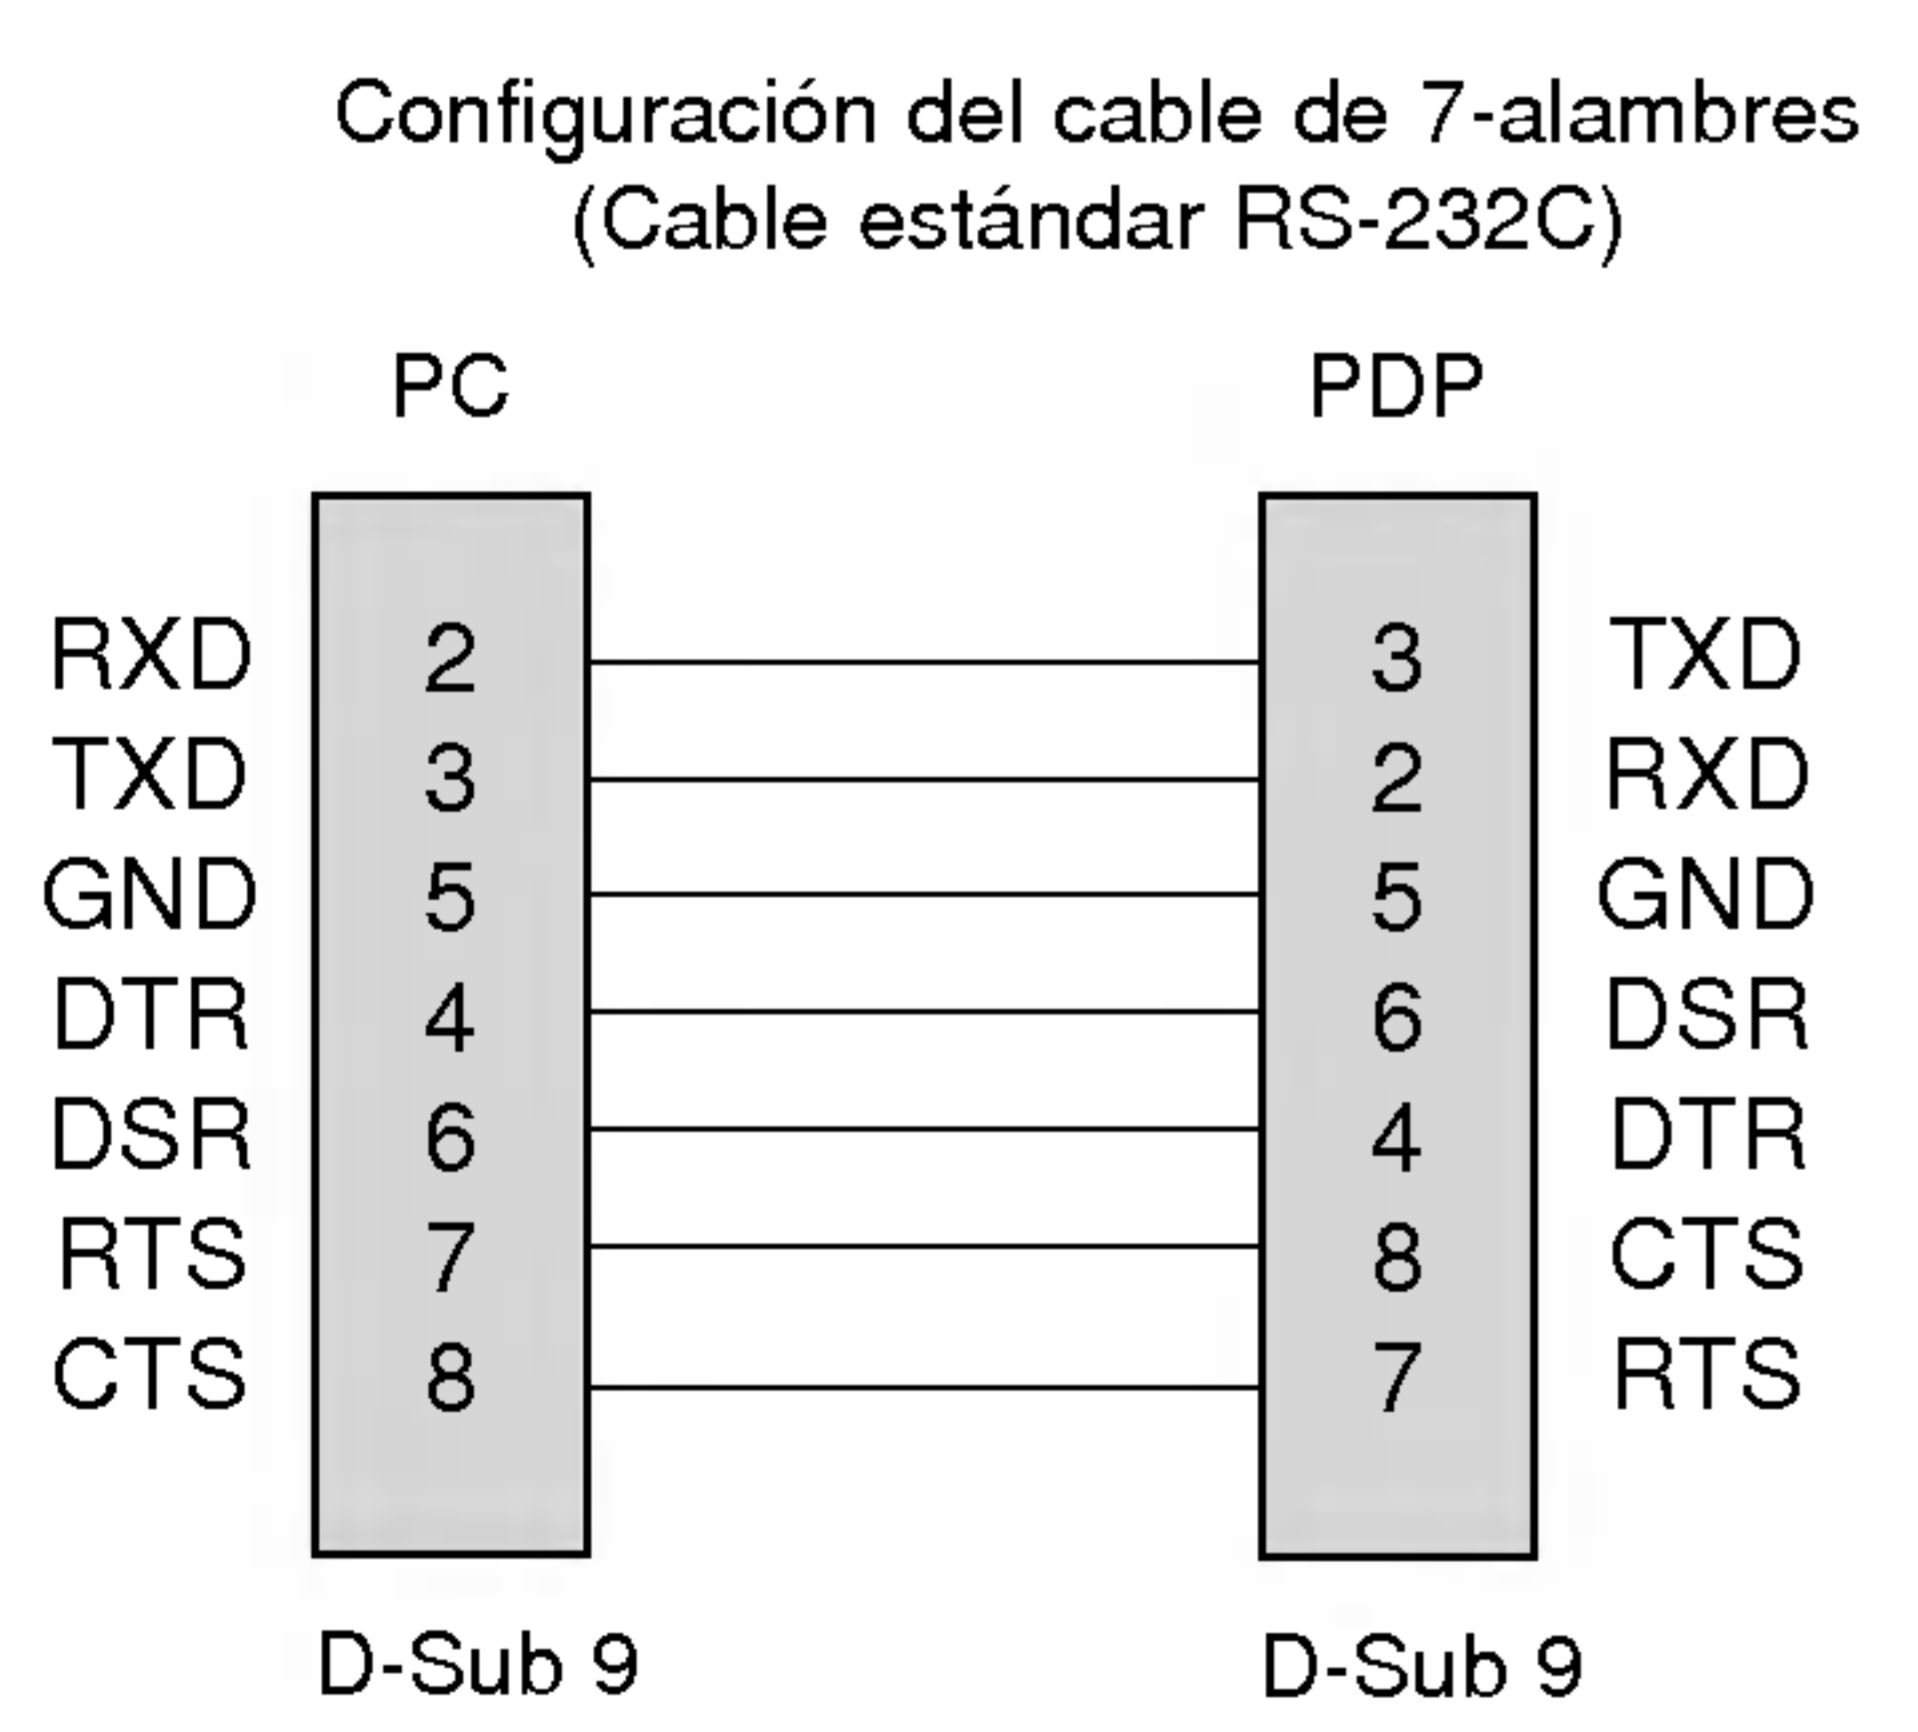 Configuración del cable de 7-alambres
(Cable estándar RS-232C)
PC PDP
RXD 2 3 TXD
TXD 3 2 RXD
GND 5 5 GND
DTR 4 6 DSR
DSR 6 4 DTR
RTS 7 8 CTS
CTS 8 7 RTS
D-Sub 9 D-Sub 9